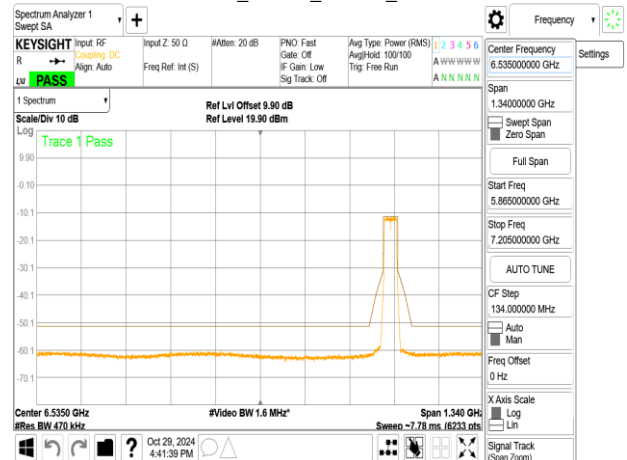 Spectrum Analyzer 1
Swept SA
Frequency
KEYSIGHT
R
LXI
PASS
Input: RF
Coupling: DC
Align: Auto
Input Z: 50 Ω
Freq Ref: Int (S)
#Atten: 20 dB
PNO: Fast
Gate: Off
IF Gain: Low
Sig Track: Off
Avg Type: Power (RMS)
Avg|Hold: 100/100
Trig: Free Run
1 2 3 4 5 6
A W W W W W
A N N N N N
Center Frequency
6.535000000 GHz
Settings
Span
1.34000000 GHz
Swept Span
Zero Span
Full Span
Start Freq
5.865000000 GHz
Stop Freq
7.205000000 GHz
AUTO TUNE
CF Step
134.000000 MHz
Auto
Man
Freq Offset
0 Hz
X Axis Scale
Log
Lin
Signal Track
(Span Zoom)
1 Spectrum
Scale/Div 10 dB
Ref Lvl Offset 9.90 dB
Ref Level 19.90 dBm
Log
Trace 1 Pass
9.90
-0.10
-10.1
-20.1
-30.1
-40.1
-50.1
-60.1
-70.1
Center 6.5350 GHz
#Video BW 1.6 MHz*
Span 1.340 GHz
#Res BW 470 kHz
Sweep ~7.78 ms (6233 pts
?
Oct 29, 2024
4:41:39 PM